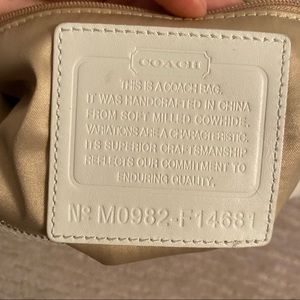 COACH
THIS IS A COACH BAG.
IT WAS HANDCRAFTED IN CHINA
FROM SOFT MILLED COWHIDE.
VARIATIONS ARE A CHARACTERISTIC.
ITS SUPERIOR CRAFTSMANSHIP
REFLECTS OUR COMMITMENT TO
ENDURING QUALITY.
Nº M0982-F14681